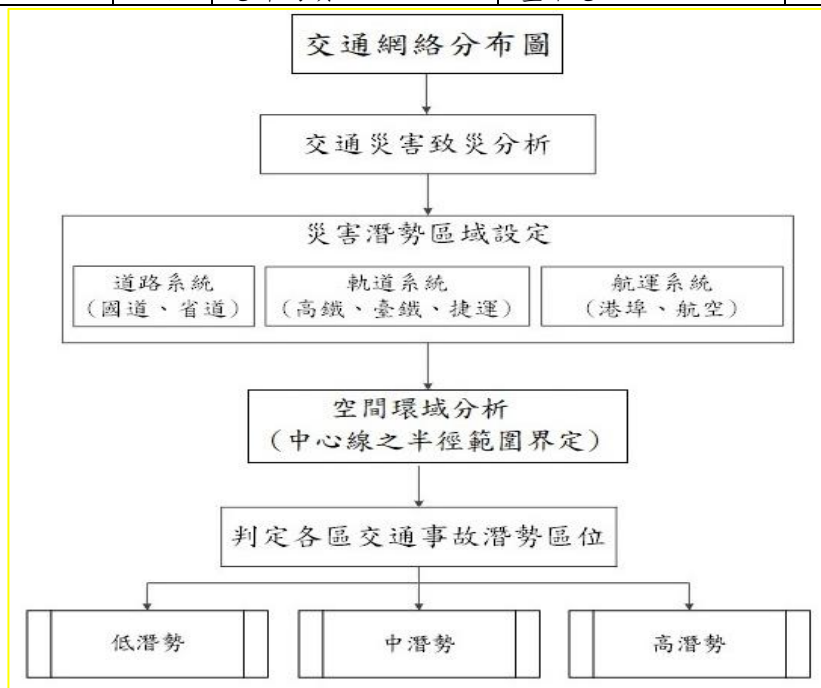 交通網絡分布圖
交通災害致災分析
災害潛勢區域設定
道路系統
(國道、省道)
軌道系統
(高鐵、臺鐵、捷運)
航運系統
(港埠、航空)
空間環域分析
(中心線之半徑範圍界定)
判定各區交通事故潛勢區位
低潛勢
中潛勢
高潛勢